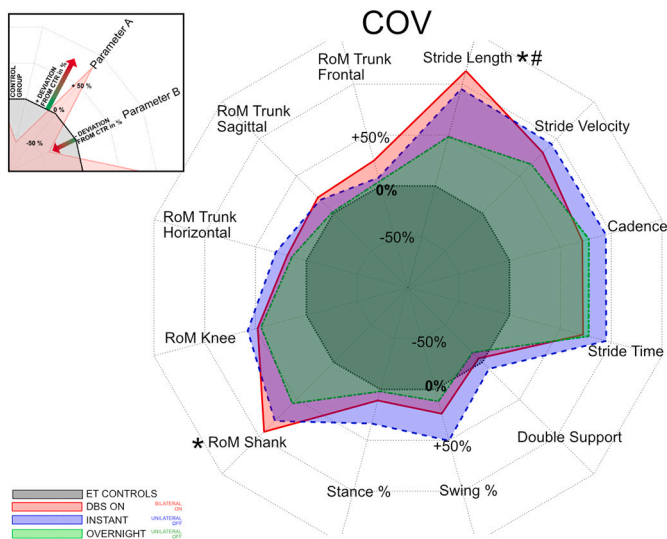 COV
CONTROL
GROUP
+ DEVIATION
FROM CTR in %
Parameter A
+ 50 %
0 %
Parameter B
- DEVIATION
FROM CTR in %
-50 %
RoM Trunk
Frontal
Stride Length *#
RoM Trunk
Sagittal
+50%
Stride Velocity
0%
RoM Trunk
Horizontal
-50%
Cadence
RoM Knee
-50%
Stride Time
0%
* RoM Shank
+50%
Double Support
Stance %
Swing %
ET CONTROLS
DBS ON
BILATERAL
ON
INSTANT
UNILATERAL
OFF
OVERNIGHT
UNILATERAL
OFF